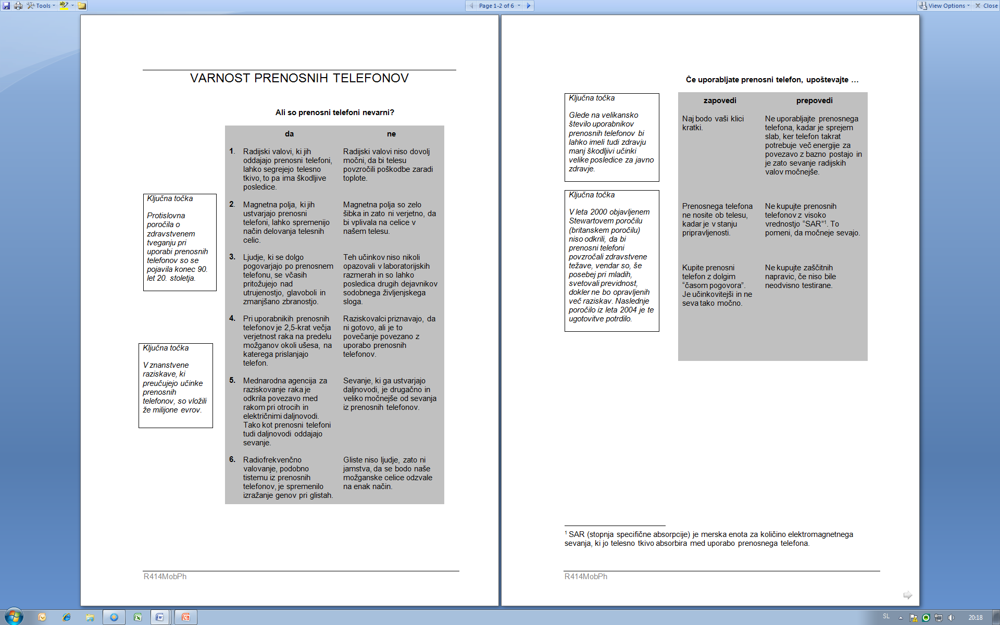 Tools
Page 1-2 of 6
View Options
Close
VARNOST PRENOSNIH TELEFONOV
Ali so prenosni telefoni nevarni?
da
ne
1.
Radijski valovi, ki jih
oddajajo prenosni telefoni,
lahko segrejejo telesno
tkivo, to pa ima škodljive
posledice.
Radijski valovi niso dovolj
močni, da bi telesu
povzročili poškodbe zaradi
toplote.
2.
Magnetna polja, ki jih
ustvarjajo prenosni
telefoni, lahko spremenijo
način delovanja telesnih
celic.
Magnetna polja so zelo
šibka in zato ni verjetno, da
bi vplivala na celice v
našem telesu.
3.
Ljudje, ki se dolgo
pogovarjajo po prenosnem
telefonu, se včasih
pritožujejo nad
utrujenostjo, glavoboli in
zmanjšano zbranostjo.
Teh učinkov niso nikoli
opazovali v laboratorijskih
razmerah in so lahko
posledica drugih dejavnikov
sodobnega življenjskega
sloga.
4.
Pri uporabnikih prenosnih
telefonov je 2,5-krat večja
verjetnost raka na predelu
možganov okoli ušesa, na
katerega prislanjajo
telefon.
Raziskovalci priznavajo, da
ni gotovo, ali je to
povečanje povezano z
uporabo prenosnih
telefonov.
5.
Mednarodna agencija za
raziskovanje raka je
odkrila povezavo med
rakom pri otrocih in
električnimi daljnovodi.
Tako kot prenosni telefoni
tudi daljnovodi oddajajo
sevanje.
Sevanje, ki ga ustvarjajo
daljnovodi, je drugačno in
veliko močnejše od sevanja
iz prenosnih telefonov.
6.
Radiofrekvenčno
valovanje, podobno
tistemu iz prenosnih
telefonov, je spremenilo
izražanje genov pri glistah.
Gliste niso ljudje, zato ni
jamstva, da se bodo naše
možganske celice odzvale
na enak način.
Ključna točka
Protislovna
poročila o
zdravstvenem
tveganju pri
uporabi prenosnih
telefonov so se
pojavila konec 90.
let 20. stoletja.
Ključna točka
V znanstvene
raziskave, ki
preučujejo učinke
prenosnih
telefonov, so vložili
že milijone evrov.
R414MobPh
Če uporabljate prenosni telefon, upoštevajte …
Ključna točka
Glede na velikansko
število uporabnikov
prenosnih telefonov bi
lahko imeli tudi zdravju
manj škodljivi učinki
velike posledice za javno
zdravje.
Ključna točka
V leta 2000 objavljenem
Stewartovem poročilu
(britanskem poročilu)
niso odkrili, da bi
prenosni telefoni
povzročali zdravstvene
težave, vendar so, še
posebej pri mladih,
svetovali previdnost,
dokler ne bo opravljenih
več raziskav. Naslednje
poročilo iz leta 2004 je te
ugotovitve potrdilo.
zapovedi
prepovedi
Naj bodo vaši klici
kratki.
Ne uporabljajte prenosnega
telefona, kadar je sprejem
slab, ker telefon takrat
potrebuje več energije za
povezavo z bazno postajo in
je zato sevanje radijskih
valov močnejše.
Prenosnega telefona
ne nosite ob telesu,
kadar je v stanju
pripravljenosti.
Ne kupujte prenosnih
telefonov z visoko
vrednostjo “SAR”¹. To
pomeni, da močneje sevajo.
Kupite prenosni
telefon z dolgim
“časom pogovora”.
Je učinkovitejši in ne
seva tako močno.
Ne kupujte zaščitnih
napravic, če niso bile
neodvisno testirane.
¹ SAR (stopnja specifične absorpcije) je merska enota za količino elektromagnetnega
sevanja, ki jo telesno tkivo absorbira med uporabo prenosnega telefona.
R414MobPh
SL
20:18